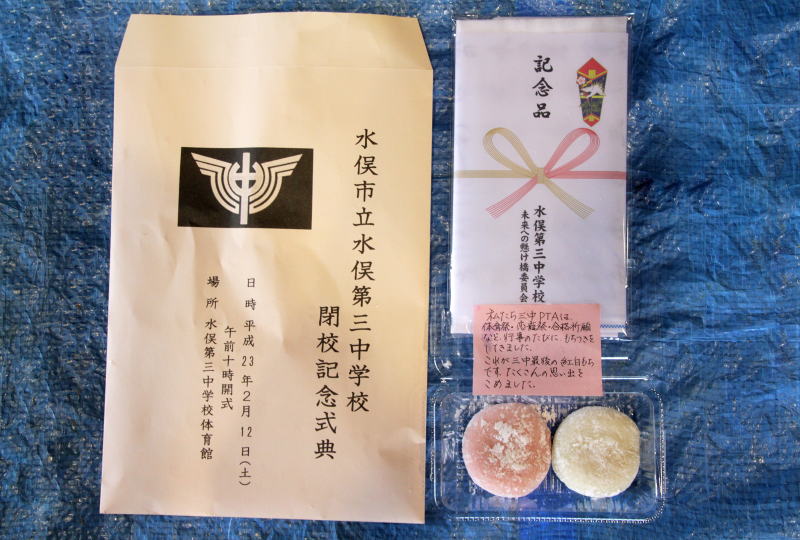 水俣市立水俣第三中学校
閉校記念式典
日時 平成23年2月12日(土)
午前十時開式
場所 水俣第三中学校体育館
中
記念品
水俣第三中学校
未来への懸け橋委員会
私たち三中PTAは、
体育祭・文化祭・合格祈願
など、行事のたびに、もちつきを
してきました。
これが三中最後の紅白もち
です。たくさんの思い出を
こめました。